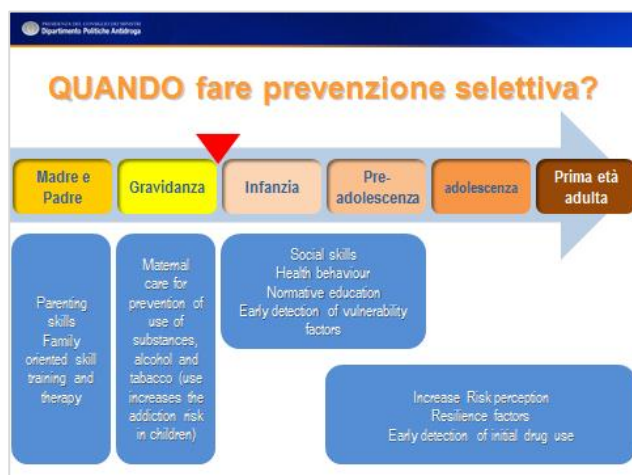 PRESIDENZA DEL CONSIGLIO DEI MINISTRI
Dipartimento Politiche Antidroga
QUANDO fare prevenzione selettiva?
Madre e
Padre
Gravidanza
Infanzia
Pre-
adolescenza
adolescenza
Prima età
adulta
Parenting
skills
Family
oriented skill
training and
therapy
Maternal
care for
prevention of
use of
substances,
alcohol and
tabacco (use
increases the
addiction risk
in children)
Social skills
Health behaviour
Normative education
Early detection of vulnerability
factors
Increase Risk perception
Resilience factors
Early detection of initial drug use